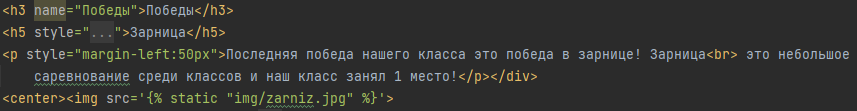 <h3 name="Победы">Победы</h3>
<h5 style="...">Зарница</h5>
<p style="margin-left:50px">Последняя победа нашего класса это победа в зарнице! Зарница<br> это небольшое
саревнование среди классов и наш класс занял 1 место!</p></div>
<center><img src='{% static "img/zarniz.jpg" %}'>